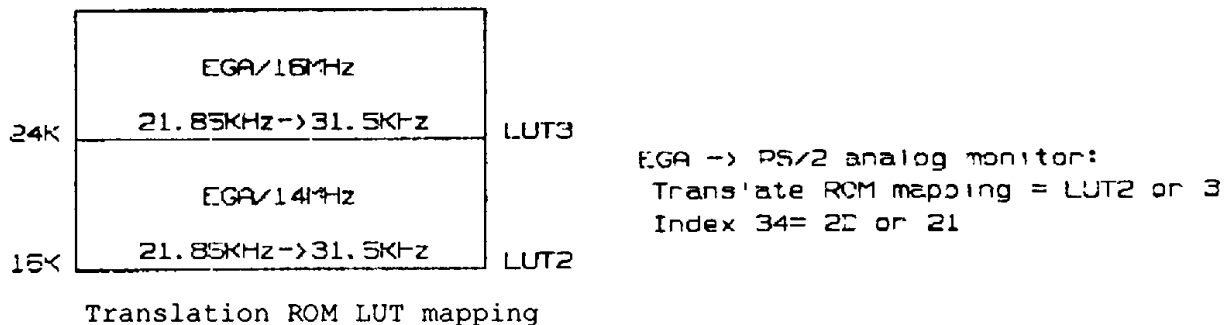 EGA/16MHz
24K 21.85KHz->31.5KHz LUT3
EGA -> PS/2 analog monitor:
Translate ROM mapping = LUT2 or 3
Index 34= 20 or 21
EGA/14MHz
16K 21.85KHz->31.5KHz LUT2
Translation ROM LUT mapping